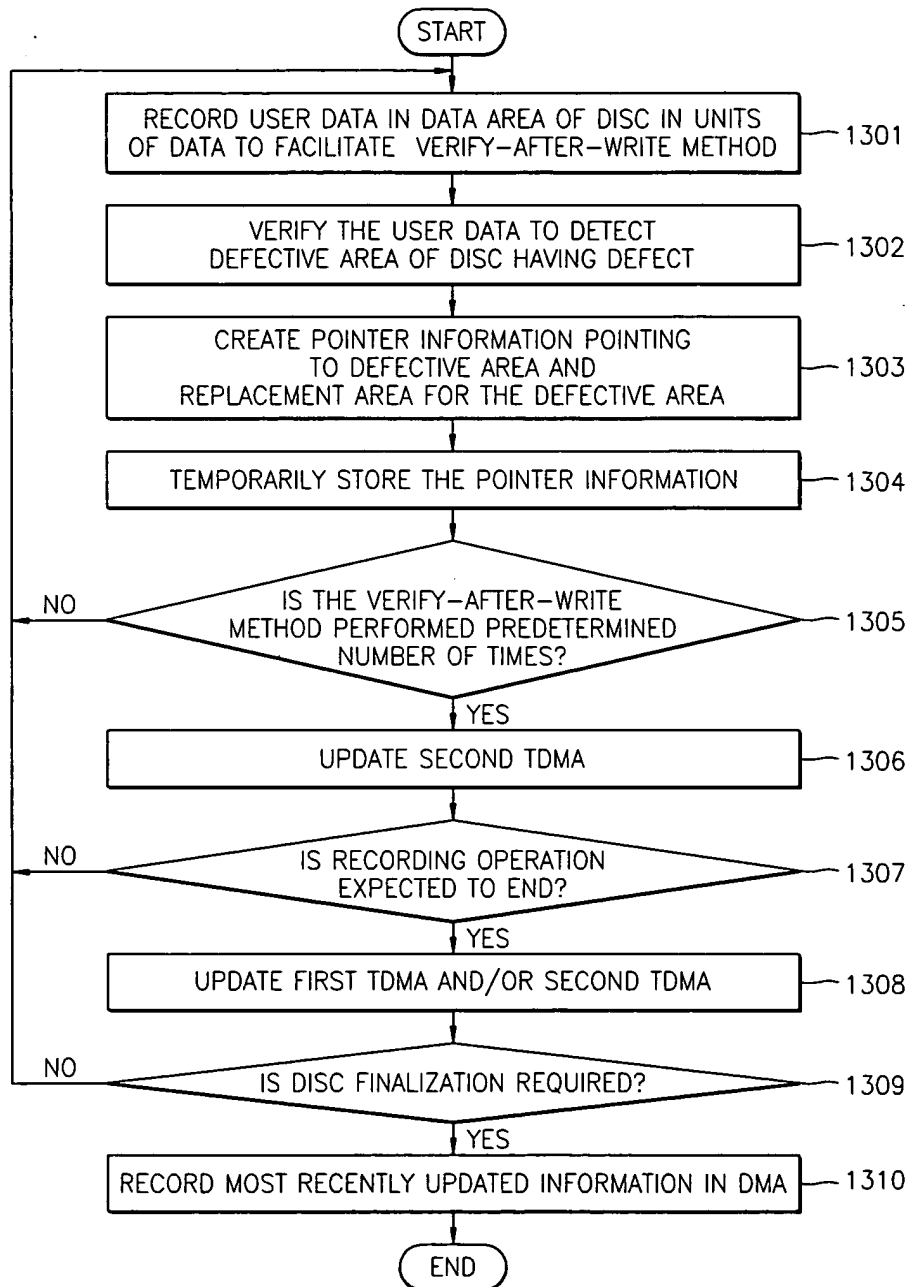 START
RECORD USER DATA IN DATA AREA OF DISC IN UNITS
OF DATA TO FACILITATE VERIFY-AFTER-WRITE METHOD
1301
VERIFY THE USER DATA TO DETECT
DEFECTIVE AREA OF DISC HAVING DEFECT
1302
CREATE POINTER INFORMATION POINTING
TO DEFECTIVE AREA AND
REPLACEMENT AREA FOR THE DEFECTIVE AREA
1303
TEMPORARILY STORE THE POINTER INFORMATION
1304
NO
IS THE VERIFY-AFTER-WRITE
METHOD PERFORMED PREDETERMINED
NUMBER OF TIMES?
1305
YES
UPDATE SECOND TDMA
1306
NO
IS RECORDING OPERATION
EXPECTED TO END?
1307
YES
UPDATE FIRST TDMA AND/OR SECOND TDMA
1308
NO
IS DISC FINALIZATION REQUIRED?
1309
YES
RECORD MOST RECENTLY UPDATED INFORMATION IN DMA
1310
END